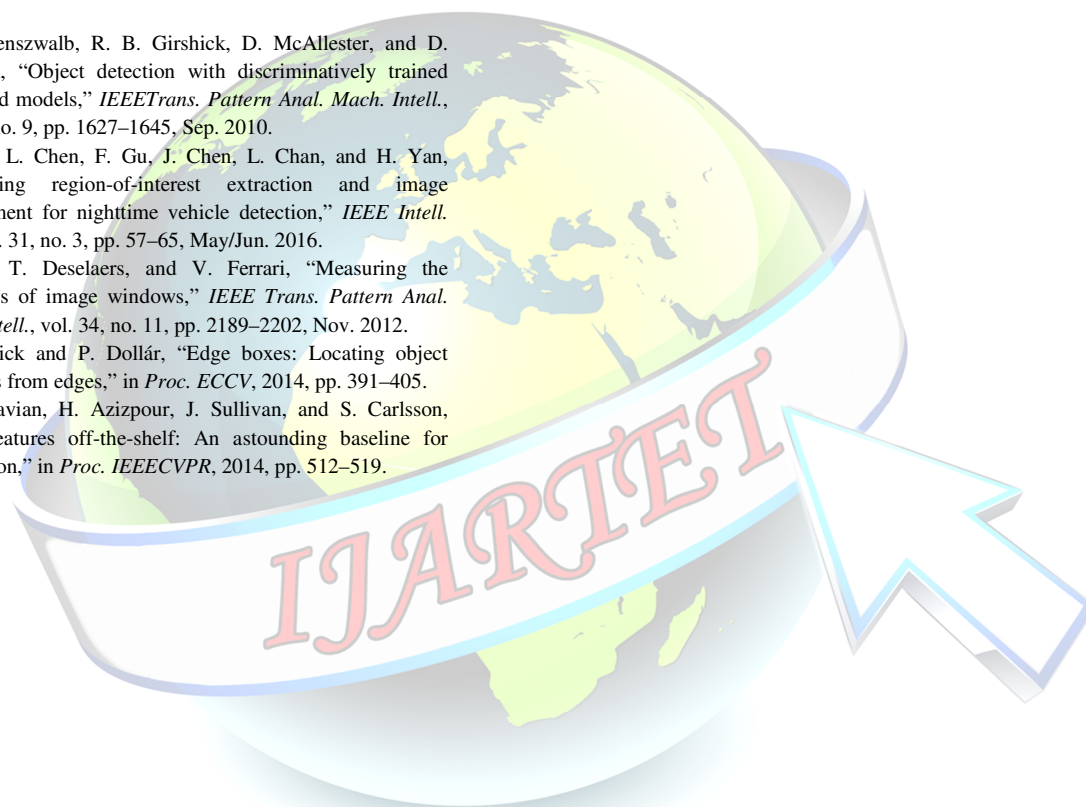 enszwalb, R. B. Girshick, D. McAllester, and D.
, “Object detection with discriminatively trained
d models,” IEEETrans. Pattern Anal. Mach. Intell.,
o. 9, pp. 1627–1645, Sep. 2010.
L. Chen, F. Gu, J. Chen, L. Chan, and H. Yan,
ing region-of-interest extraction and image
ment for nighttime vehicle detection,” IEEE Intell.
. 31, no. 3, pp. 57–65, May/Jun. 2016.
T. Deselaers, and V. Ferrari, “Measuring the
s of image windows,” IEEE Trans. Pattern Anal.
tell., vol. 34, no. 11, pp. 2189–2202, Nov. 2012.
ick and P. Dollár, “Edge boxes: Locating object
s from edges,” in Proc. ECCV, 2014, pp. 391–405.
avian, H. Azizpour, J. Sullivan, and S. Carlsson,
eatures off-the-shelf: An astounding baseline for
on,” in Proc. IEEECVPR, 2014, pp. 512–519.
IJARTET